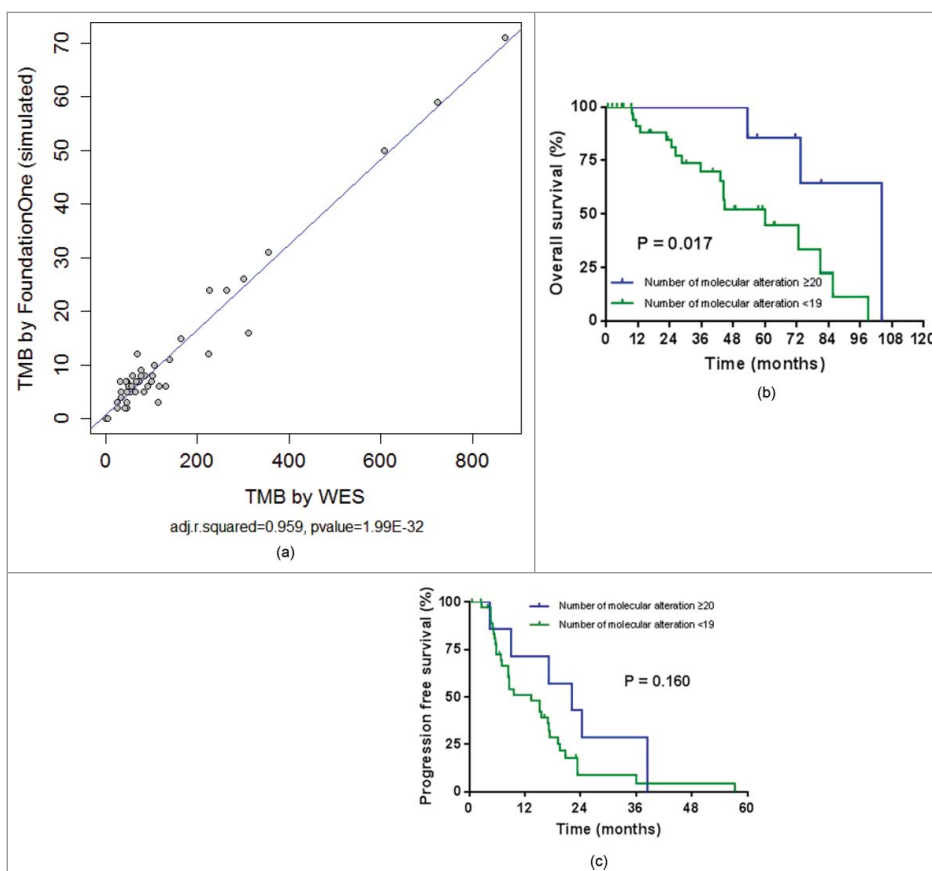 TMB by FoundationOne (simulated)
70
60
50
40
30
20
10
0
0 200 400 600 800
TMB by WES
adj.r.squared=0.959, pvalue=1.99E-32
(a)
Overall survival (%)
100
75
50
25
0
P = 0.017
Number of molecular alteration ≥20
Number of molecular alteration <19
0 12 24 36 48 60 72 84 96 108 120
Time (months)
(b)
Progression free survival (%)
100
75
50
25
0
Number of molecular alteration ≥20
Number of molecular alteration <19
P = 0.160
0 12 24 36 48 60
Time (months)
(c)